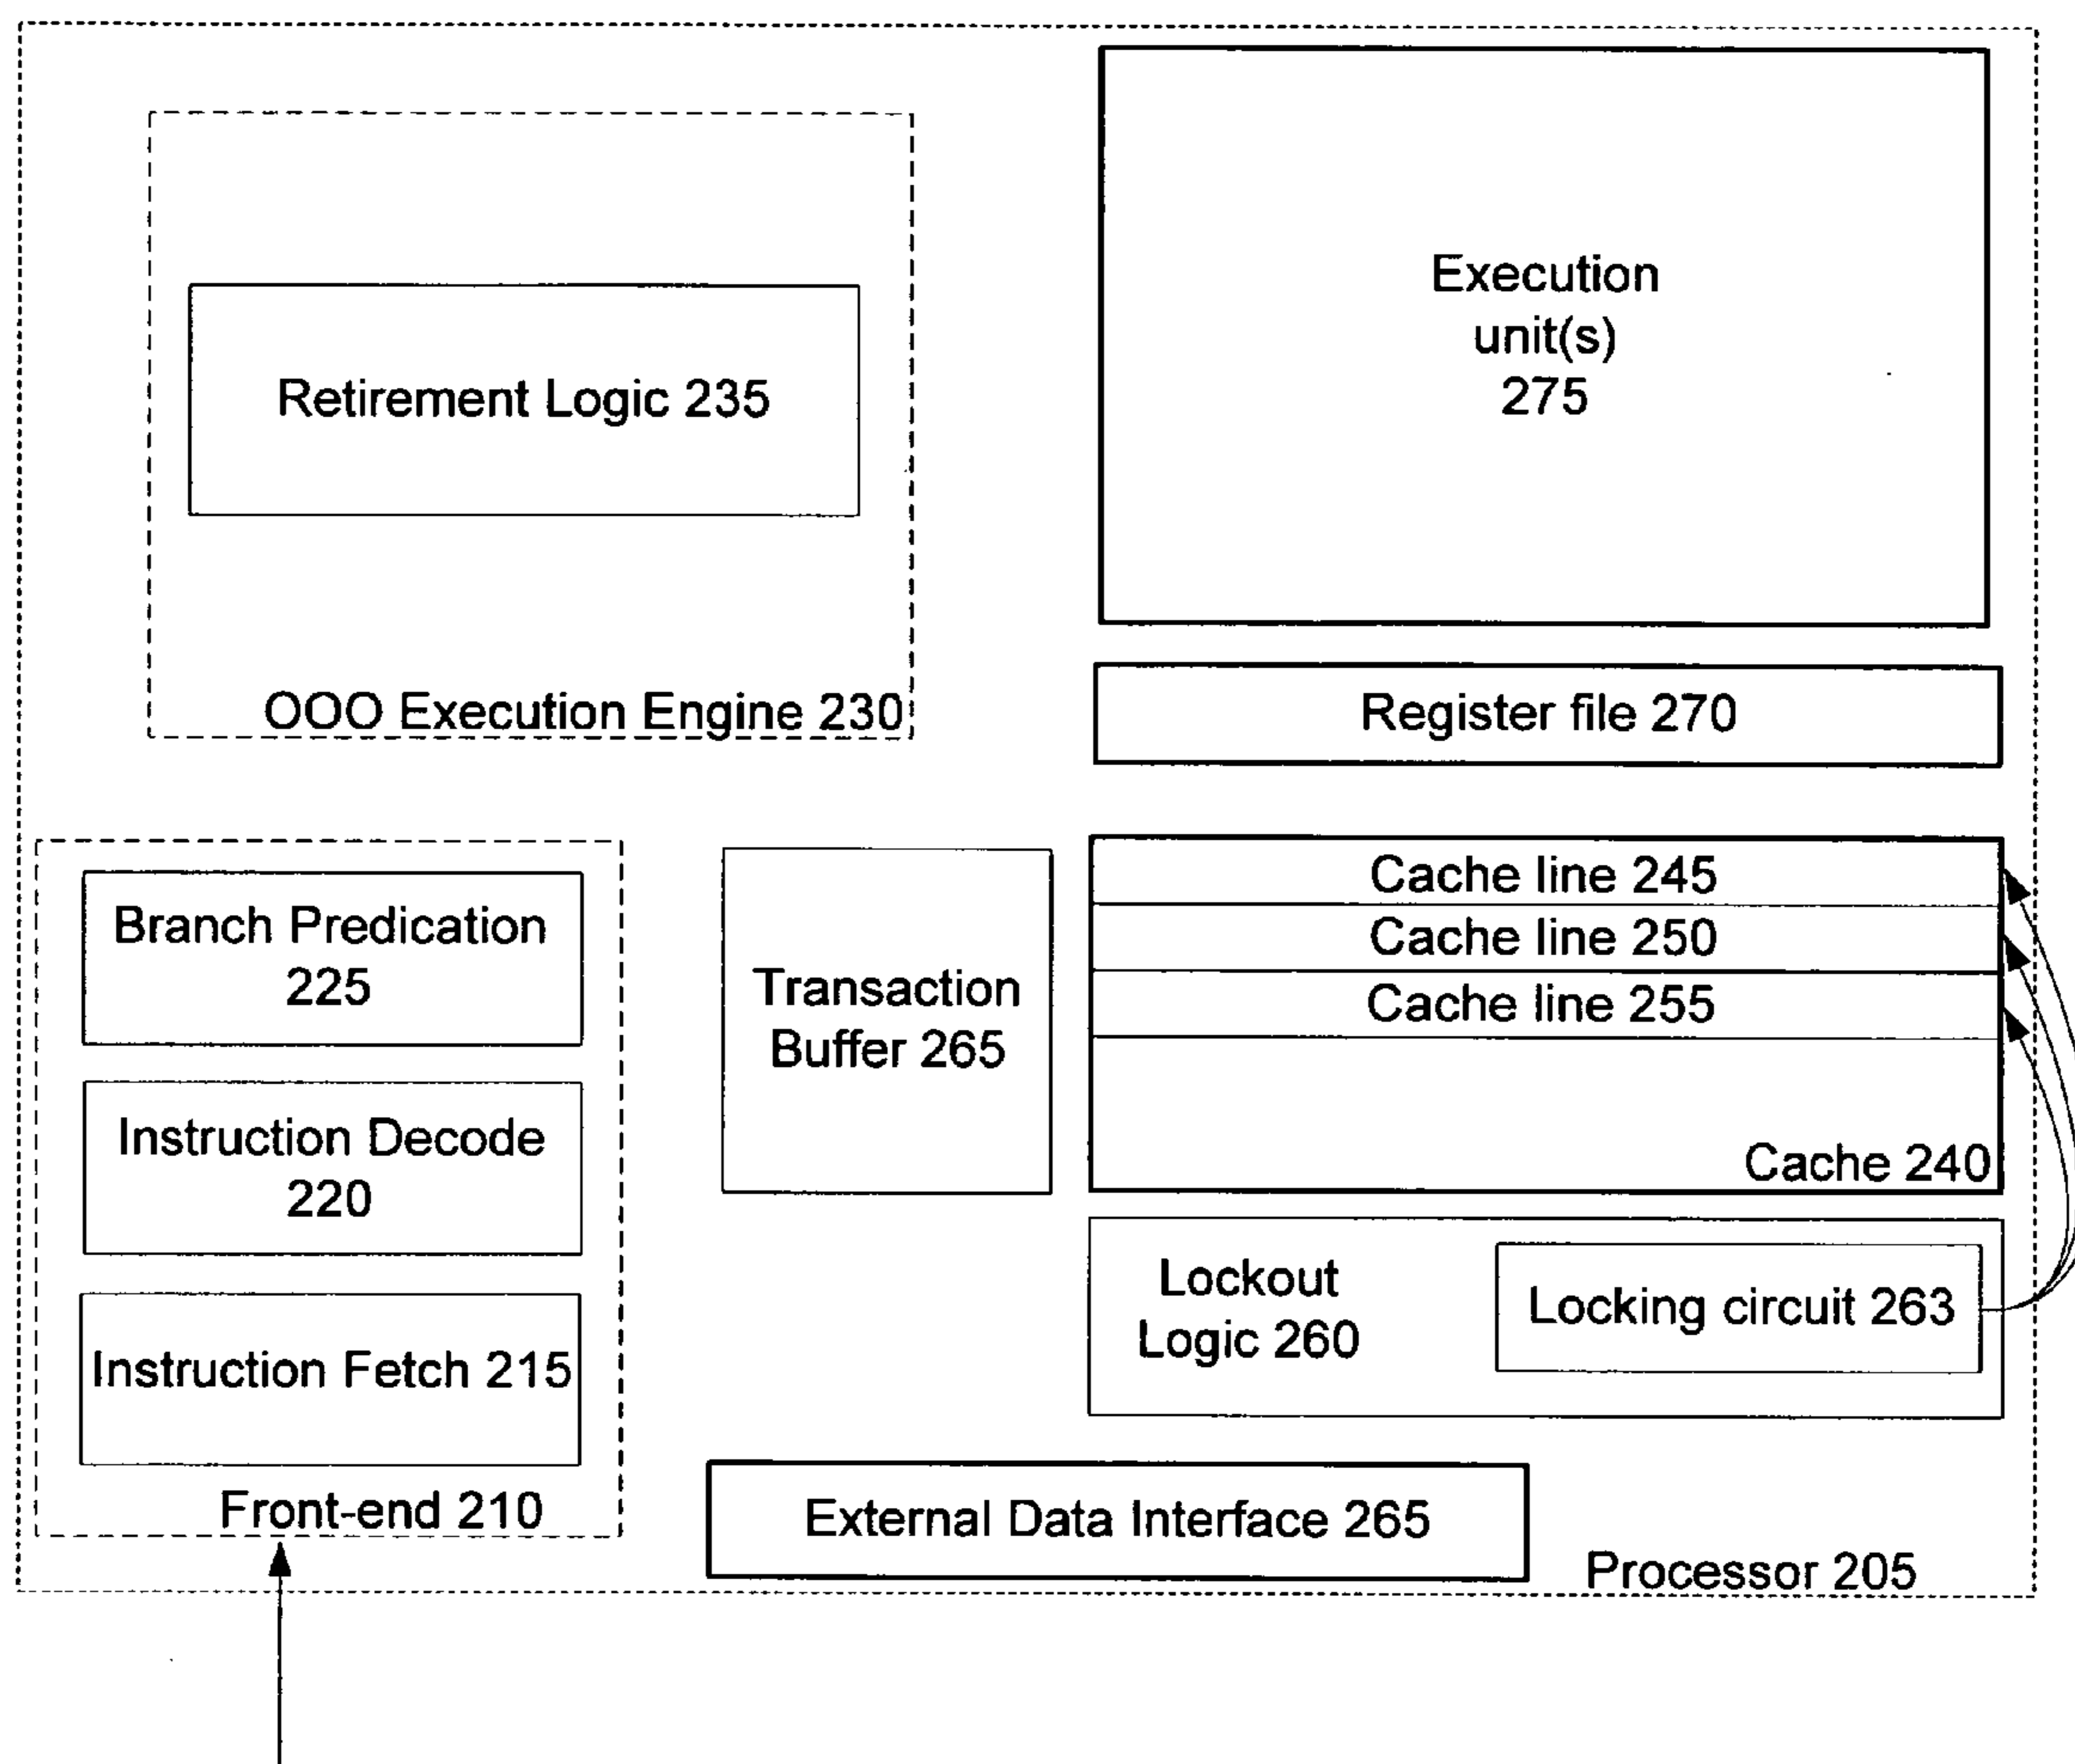 Retirement Logic 235
OOO Execution Engine 230
Execution
unit(s)
275
Register file 270
Branch Predication
225
Instruction Decode
220
Instruction Fetch 215
Front-end 210
Transaction
Buffer 265
Cache line 245
Cache line 250
Cache line 255
Cache 240
Lockout
Logic 260
Locking circuit 263
External Data Interface 265
Processor 205